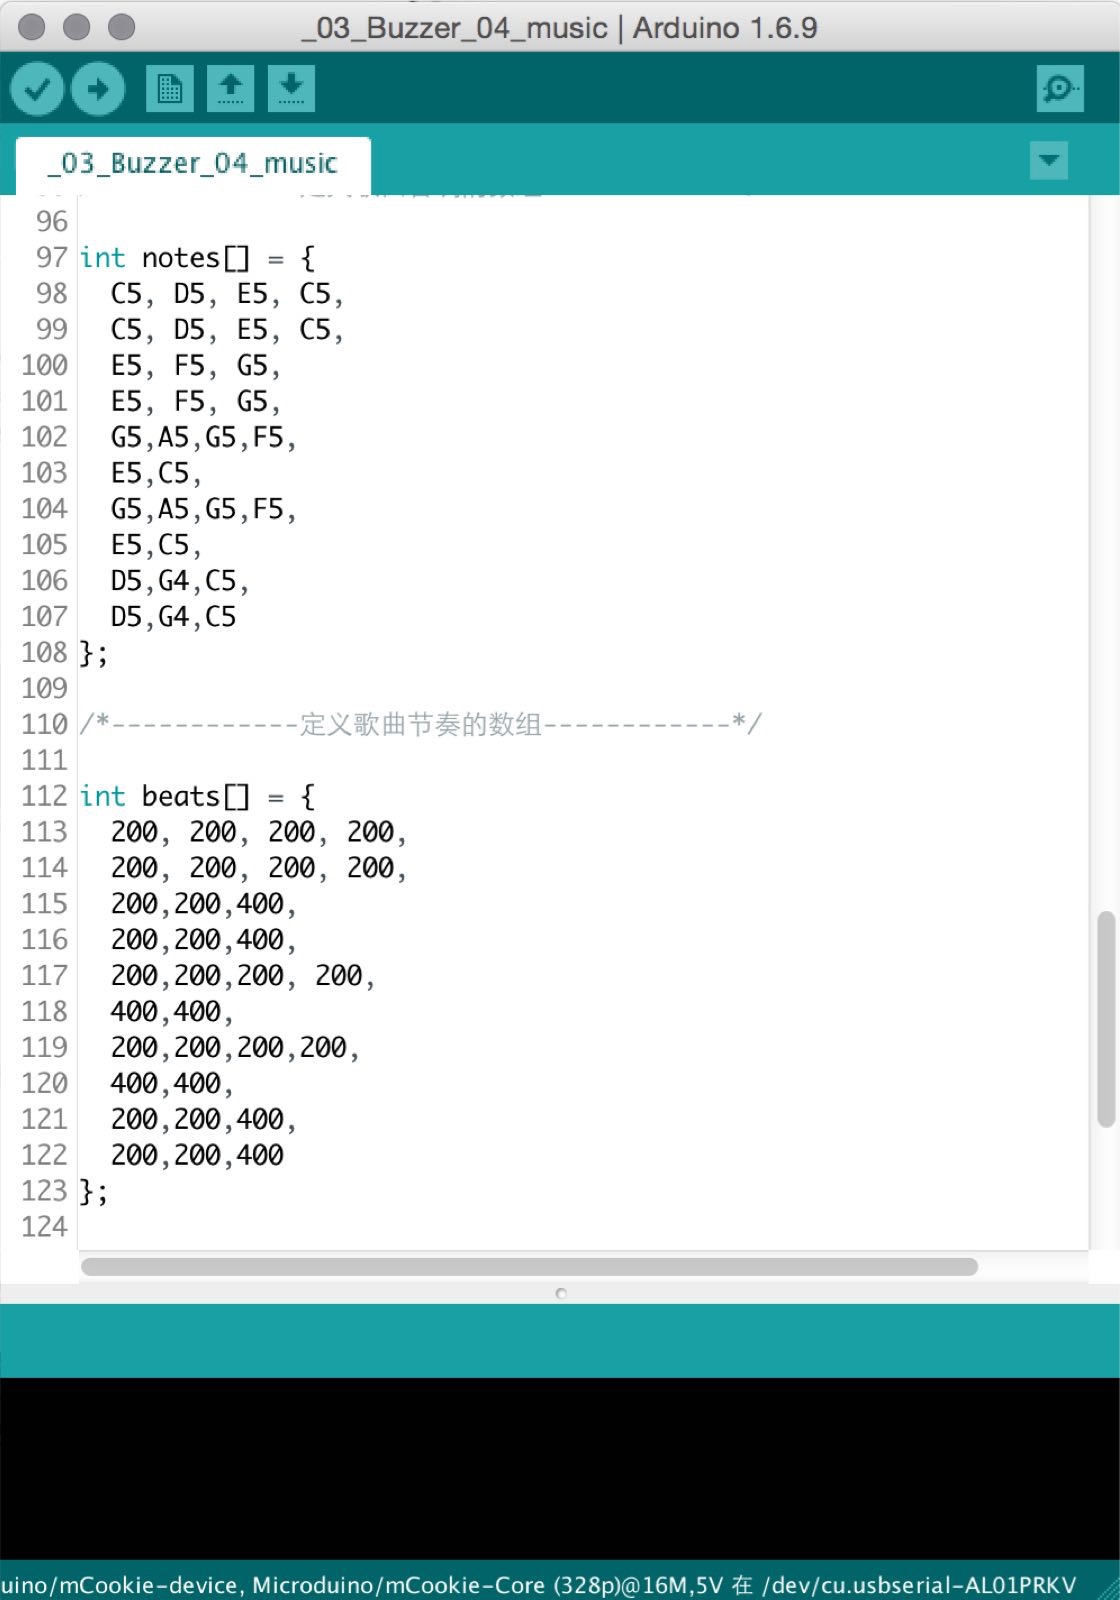 _03_Buzzer_04_music | Arduino 1.6.9
_03_Buzzer_04_music
96
97 int notes[] = {
98 C5, D5, E5, C5,
99 C5, D5, E5, C5,
100 E5, F5, G5,
101 E5, F5, G5,
102 G5,A5,G5,F5,
103 E5,C5,
104 G5,A5,G5,F5,
105 E5,C5,
106 D5,G4,C5,
107 D5,G4,C5
108 };
109
110 /*------------定义歌曲节奏的数组------------*/
111
112 int beats[] = {
113 200, 200, 200, 200,
114 200, 200, 200, 200,
115 200,200,400,
116 200,200,400,
117 200,200,200, 200,
118 400,400,
119 200,200,200,200,
120 400,400,
121 200,200,400,
122 200,200,400
123 };
124
uino/mCookie-device, Microduino/mCookie-Core (328p)@16M,5V 在 /dev/cu.usbserial-AL01PRKV